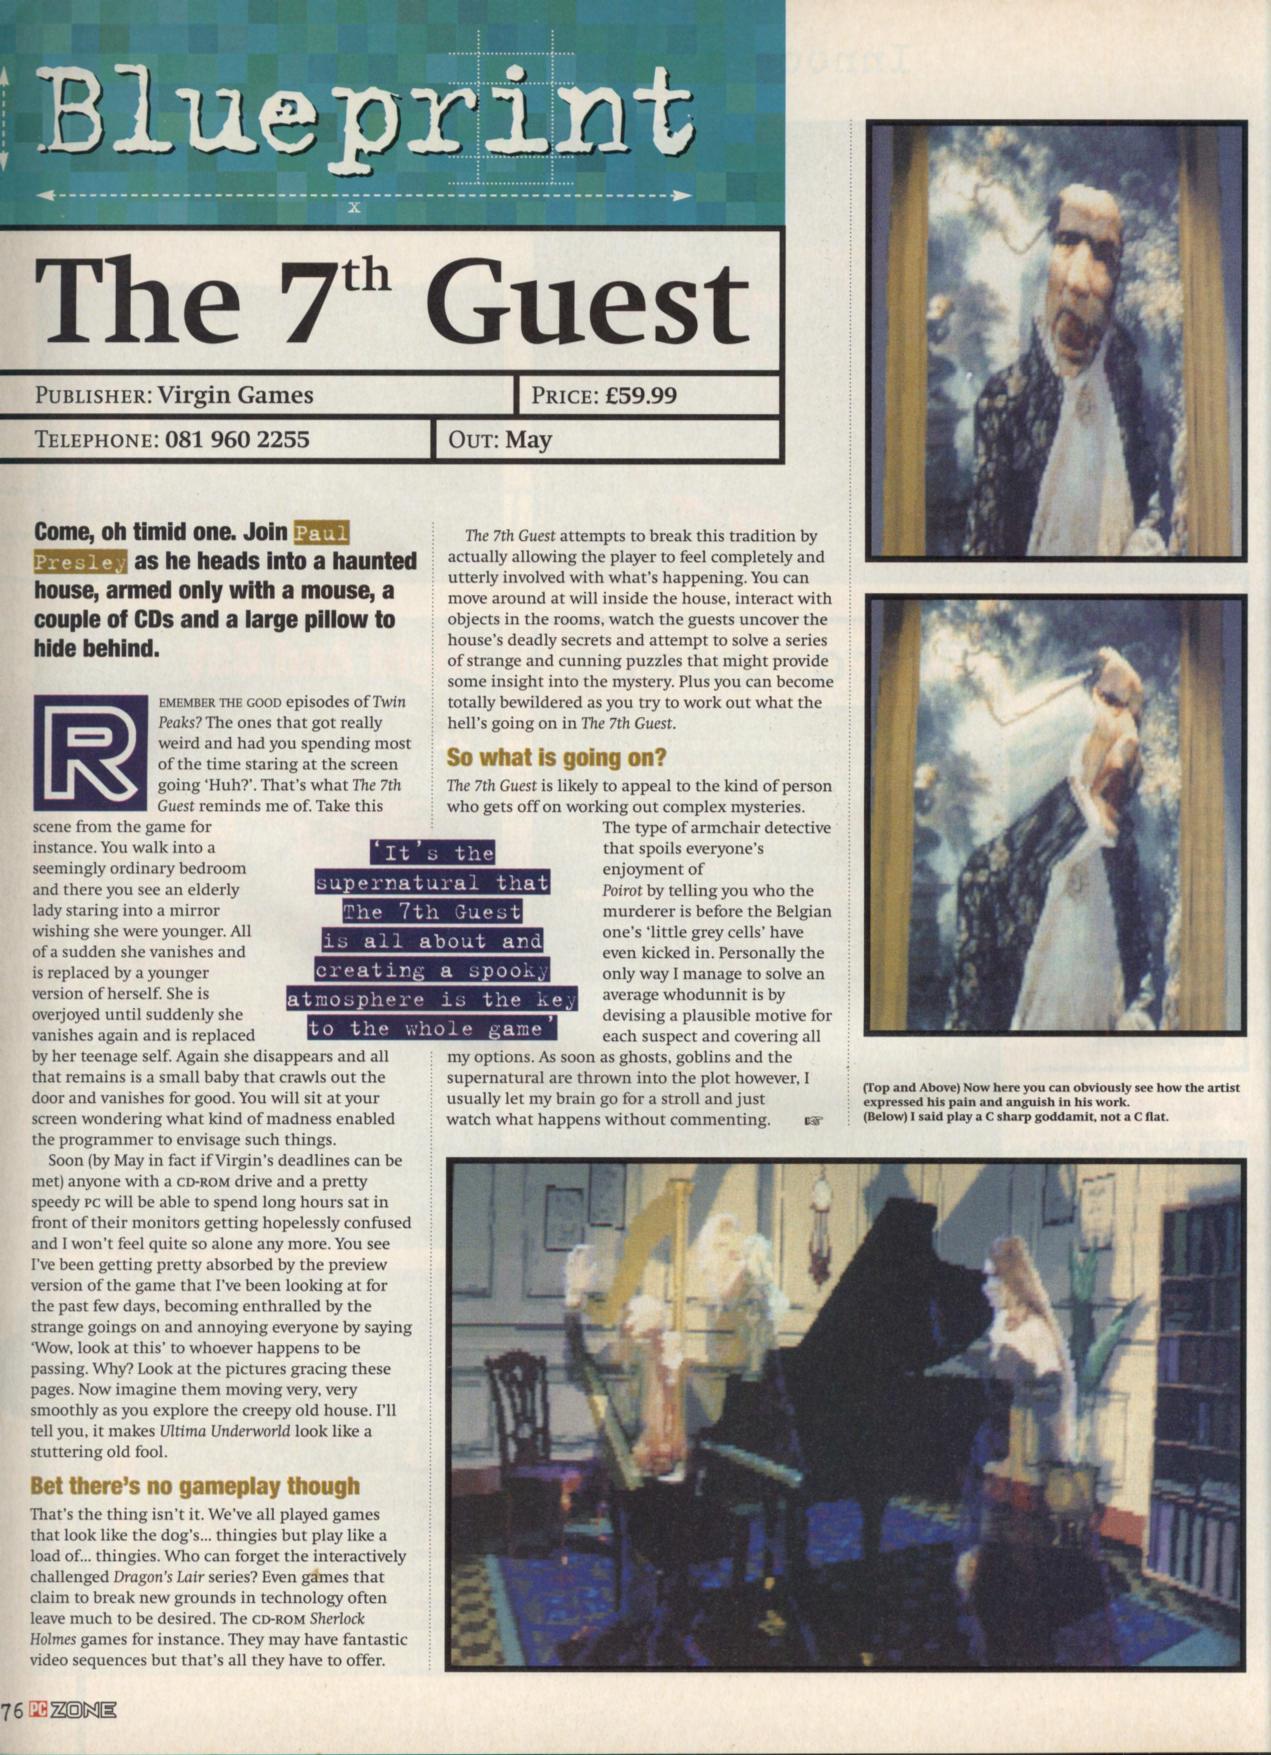 Blueprint
x
The 7th Guest
PUBLISHER: Virgin Games
PRICE: £59.99
TELEPHONE: 081 960 2255
OUT: May
Come, oh timid one. Join Paul
Presley as he heads into a haunted
house, armed only with a mouse, a
couple of CDs and a large pillow to
hide behind.
REMEMBER THE GOOD episodes of Twin
Peaks? The ones that got really
weird and had you spending most
of the time staring at the screen
going ‘Huh?’. That’s what The 7th
Guest reminds me of. Take this
scene from the game for
instance. You walk into a
seemingly ordinary bedroom
and there you see an elderly
lady staring into a mirror
wishing she were younger. All
of a sudden she vanishes and
is replaced by a younger
version of herself. She is
overjoyed until suddenly she
vanishes again and is replaced
by her teenage self. Again she disappears and all
that remains is a small baby that crawls out the
door and vanishes for good. You will sit at your
screen wondering what kind of madness enabled
the programmer to envisage such things.
Soon (by May in fact if Virgin’s deadlines can be
met) anyone with a CD-ROM drive and a pretty
speedy PC will be able to spend long hours sat in
front of their monitors getting hopelessly confused
and I won’t feel quite so alone any more. You see
I’ve been getting pretty absorbed by the preview
version of the game that I’ve been looking at for
the past few days, becoming enthralled by the
strange goings on and annoying everyone by saying
‘Wow, look at this’ to whoever happens to be
passing. Why? Look at the pictures gracing these
pages. Now imagine them moving very, very
smoothly as you explore the creepy old house. I’ll
tell you, it makes Ultima Underworld look like a
stuttering old fool.
Bet there’s no gameplay though
That’s the thing isn’t it. We’ve all played games
that look like the dog’s... thingies but play like a
load of... thingies. Who can forget the interactively
challenged Dragon’s Lair series? Even games that
claim to break new grounds in technology often
leave much to be desired. The CD-ROM Sherlock
Holmes games for instance. They may have fantastic
video sequences but that’s all they have to offer.
The 7th Guest attempts to break this tradition by
actually allowing the player to feel completely and
utterly involved with what’s happening. You can
move around at will inside the house, interact with
objects in the rooms, watch the guests uncover the
house’s deadly secrets and attempt to solve a series
of strange and cunning puzzles that might provide
some insight into the mystery. Plus you can become
totally bewildered as you try to work out what the
hell’s going on in The 7th Guest.
So what is going on?
The 7th Guest is likely to appeal to the kind of person
who gets off on working out complex mysteries.
The type of armchair detective
that spoils everyone’s
enjoyment of
Poirot by telling you who the
murderer is before the Belgian
one’s ‘little grey cells’ have
even kicked in. Personally the
only way I manage to solve an
average whodunnit is by
devising a plausible motive for
each suspect and covering all
my options. As soon as ghosts, goblins and the
supernatural are thrown into the plot however, I
usually let my brain go for a stroll and just
watch what happens without commenting. ☞
‘It’s the
supernatural that
The 7th Guest
is all about and
creating a spooky
atmosphere is the key
to the whole game’
(Top and Above) Now here you can obviously see how the artist
expressed his pain and anguish in his work.
(Below) I said play a C sharp goddamit, not a C flat.
76 PC ZONE